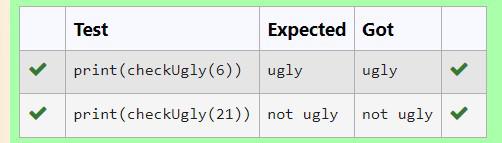 Test Expected Got
print(checkUgly(6)) ugly ugly
print(checkUgly(21)) not ugly not ugly